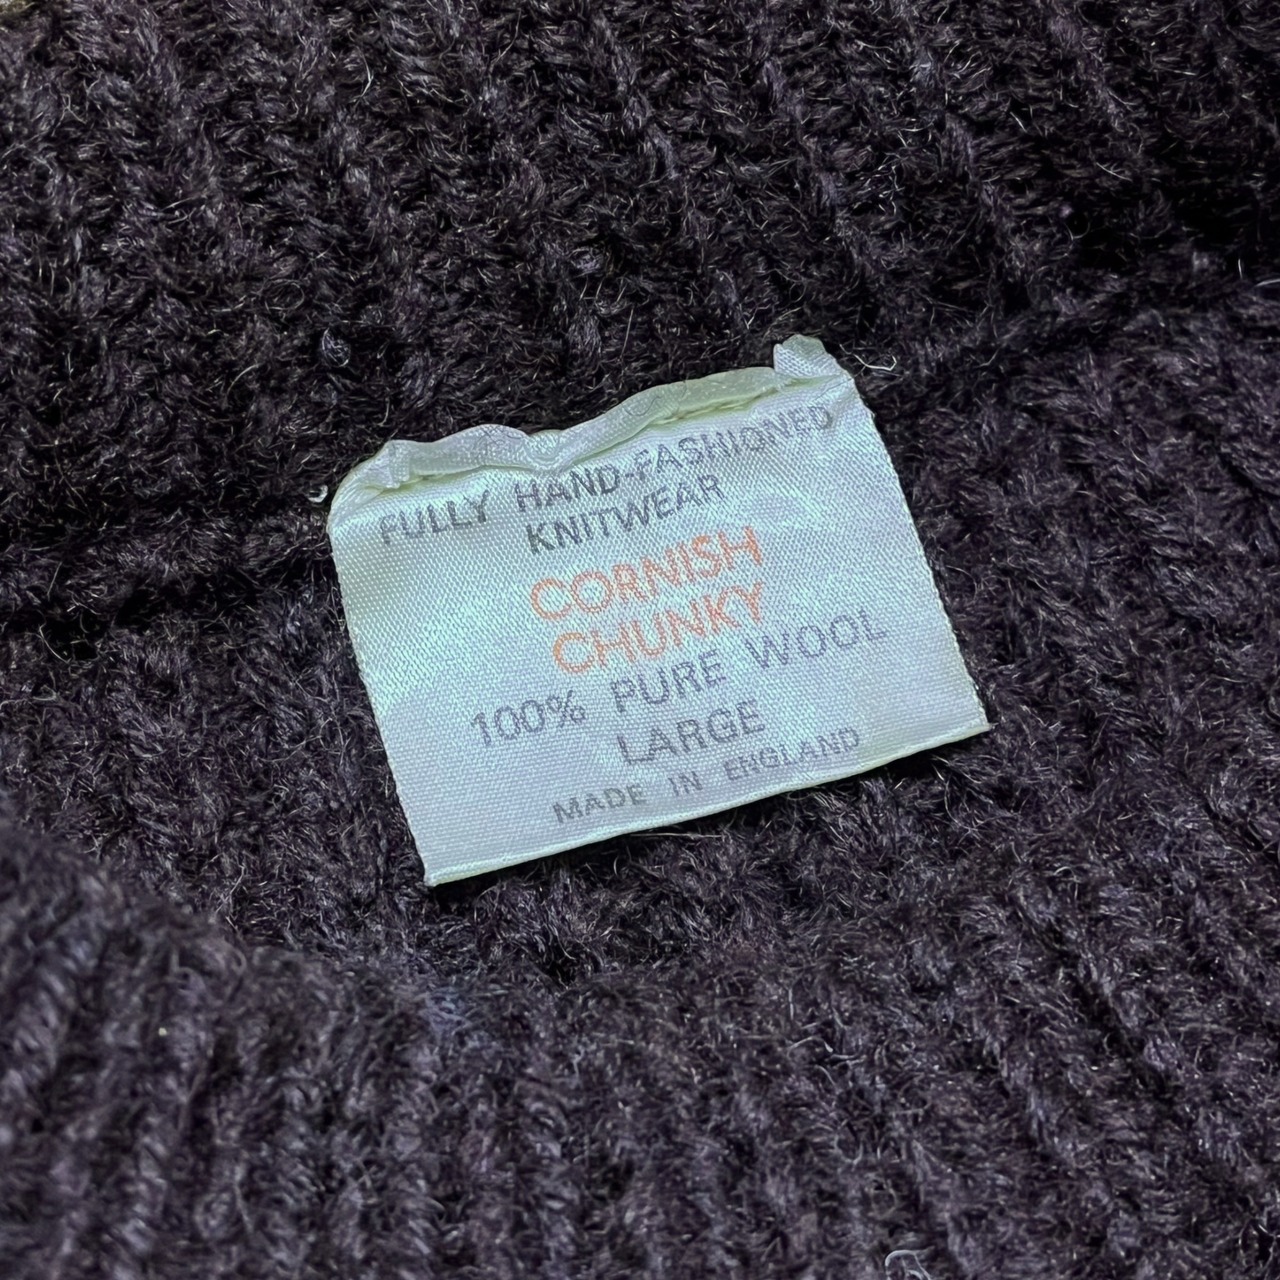 FULLY HAND-FASHIONED
KNITWEAR
CORNISH
CHUNKY
100% PURE WOOL
LARGE
MADE IN ENGLAND